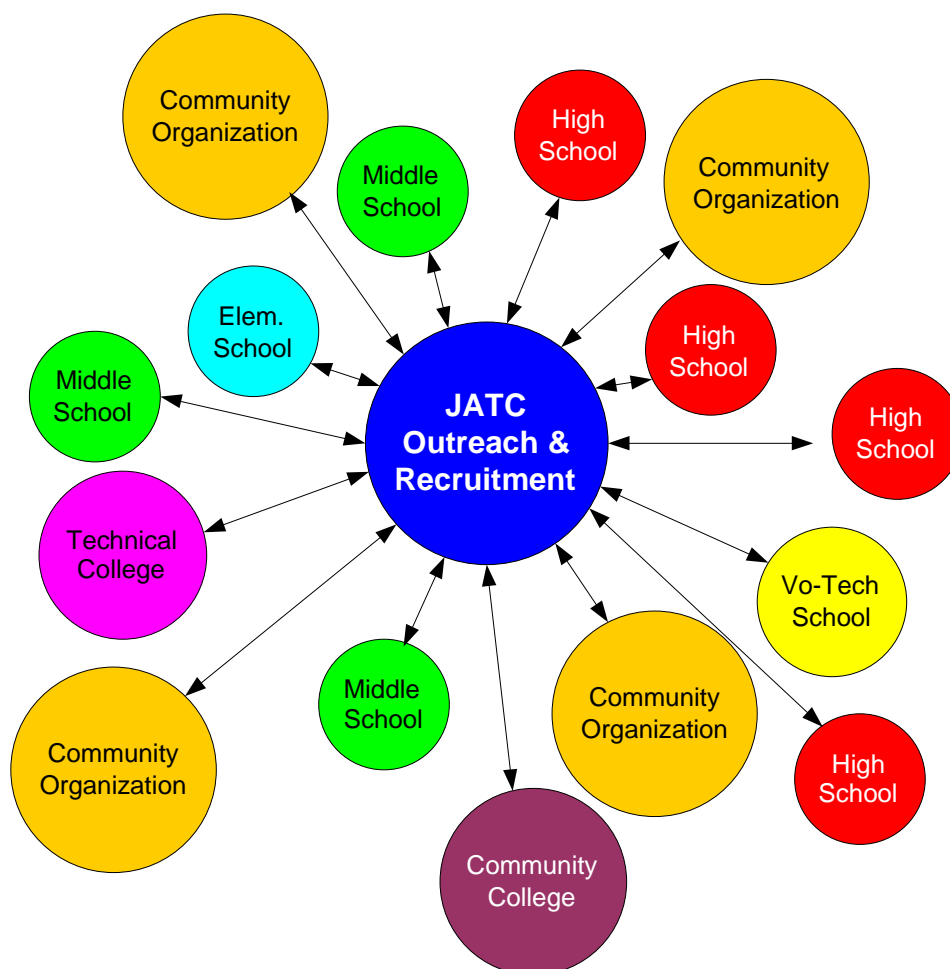 Community
Organization
High
School
Middle
School
Community
Organization
Elem.
School
High
School
Middle
School
JATC
Outreach &
Recruitment
High
School
Technical
College
Vo-Tech
School
Middle
School
Community
Organization
Community
Organization
High
School
Community
College